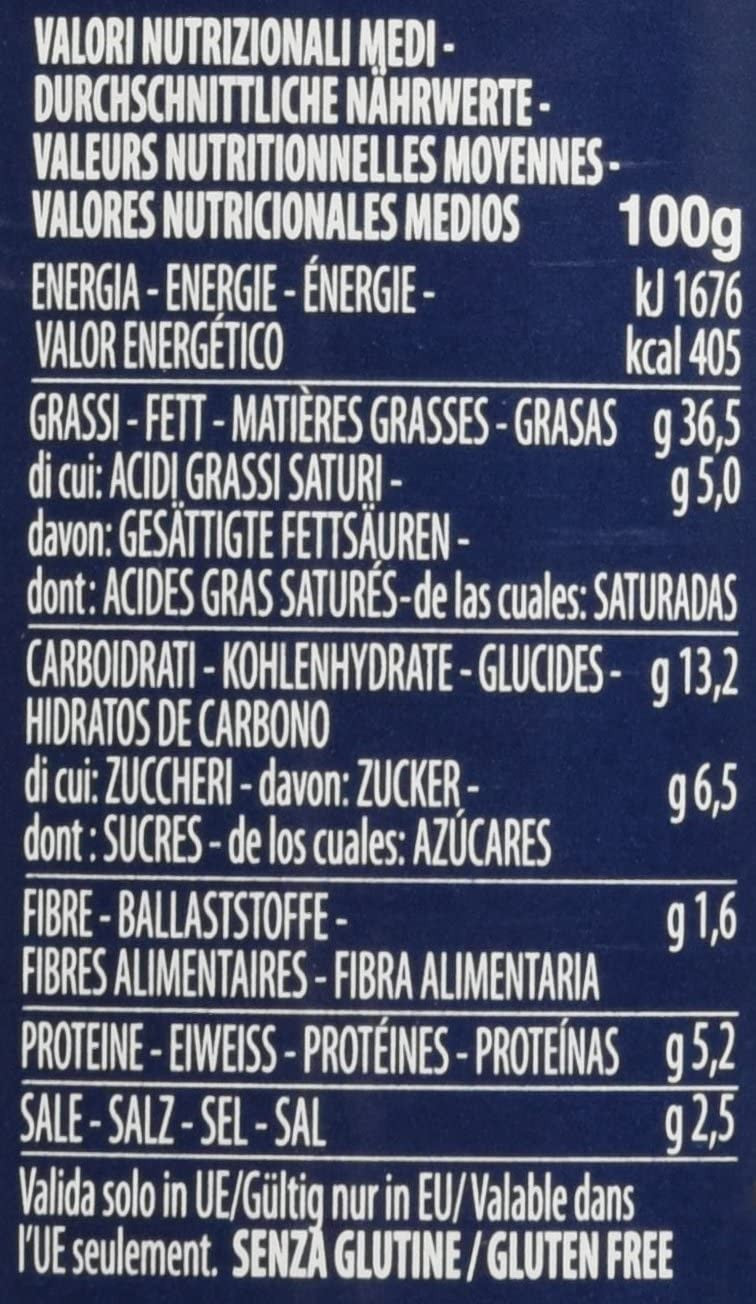 VALORI NUTRIZIONALI MEDI -
DURCHSCHNITTLICHE NÄHRWERTE -
VALEURS NUTRITIONNELLES MOYENNES -
VALORES NUTRICIONALES MEDIOS 100g
ENERGIA - ENERGIE - ÉNERGIE - kJ 1676
VALOR ENERGÉTICO kcal 405
GRASSI - FETT - MATIÈRES GRASSES - GRASAS g 36,5
di cui: ACIDI GRASSI SATURI - g 5,0
davon: GESÄTTIGTE FETTSÄUREN -
dont: ACIDES GRAS SATURÉS-de las cuales: SATURADAS
CARBOIDRATI - KOHLENHYDRATE - GLUCIDES - g 13,2
HIDRATOS DE CARBONO
di cui: ZUCCHERI - davon: ZUCKER - g 6,5
dont : SUCRES - de los cuales: AZÚCARES
FIBRE - BALLASTSTOFFE - g 1,6
FIBRES ALIMENTAIRES - FIBRA ALIMENTARIA
PROTEINE - EIWEISS - PROTÉINES - PROTEÍNAS g 5,2
SALE - SALZ - SEL - SAL g 2,5
Valida solo in UE/Gültig nur in EU/Valable dans
l'UE seulement. SENZA GLUTINE / GLUTEN FREE